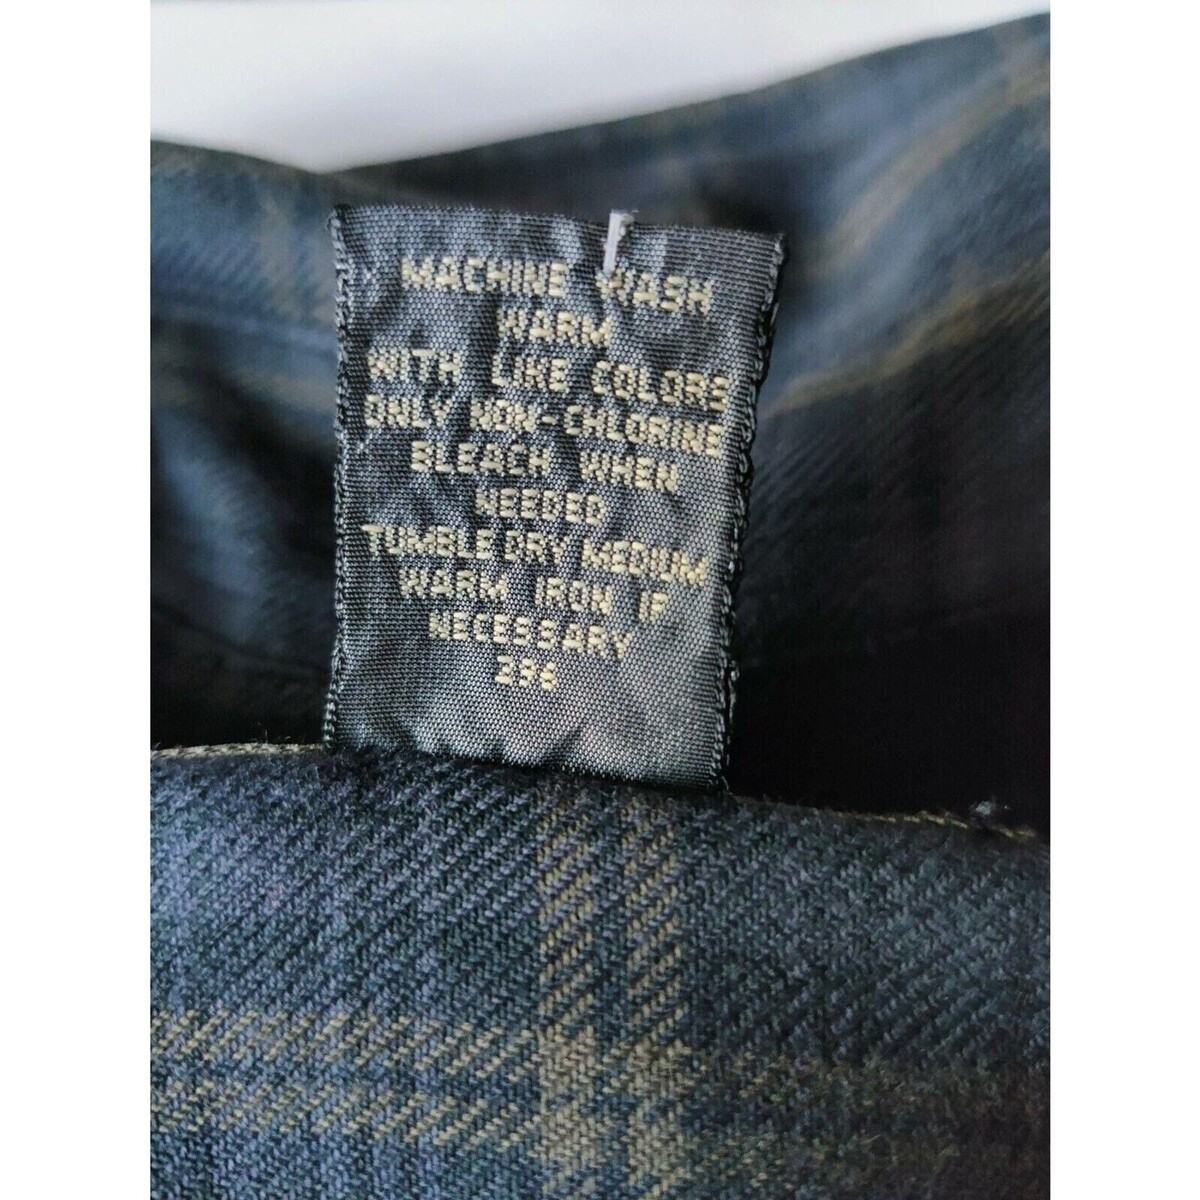 MACHINE WASH
WARM
WITH LIKE COLORS
ONLY NON-CHLORINE
BLEACH WHEN
NEEDED
TUMBLE DRY MEDIUM
WARM IRON IF
NECESSARY
336